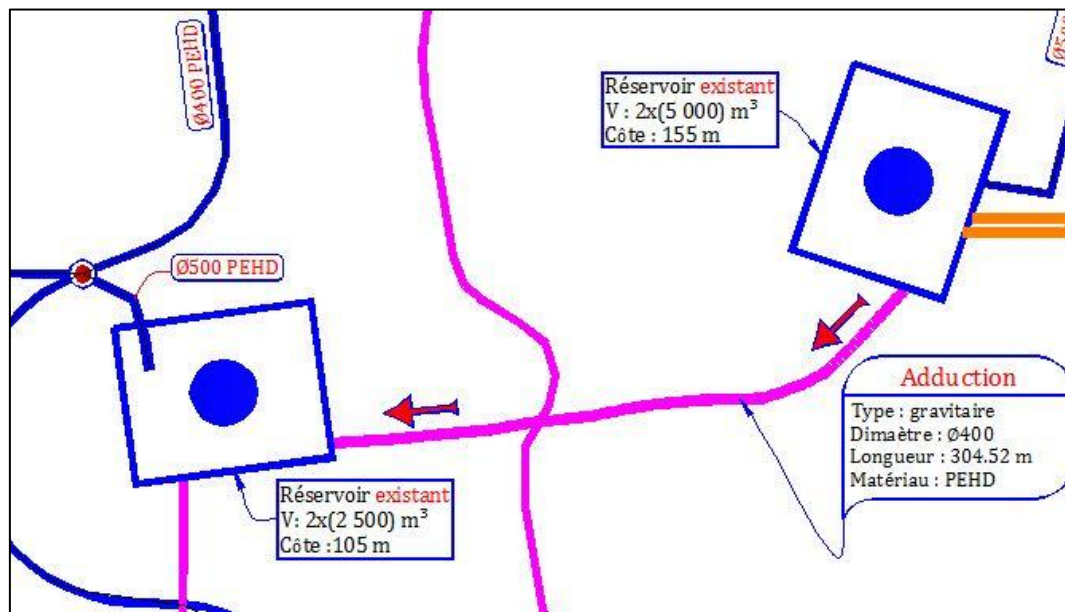 Ø400 PEHD
Réservoir existant
V : 2x(5 000) m³
Côte : 155 m
Ø500 PEHD
Adduction
Type : gravitaire
Dimaètre : Ø400
Longueur : 304.52 m
Matériau : PEHD
Réservoir existant
V: 2x(2 500) m³
Côte :105 m